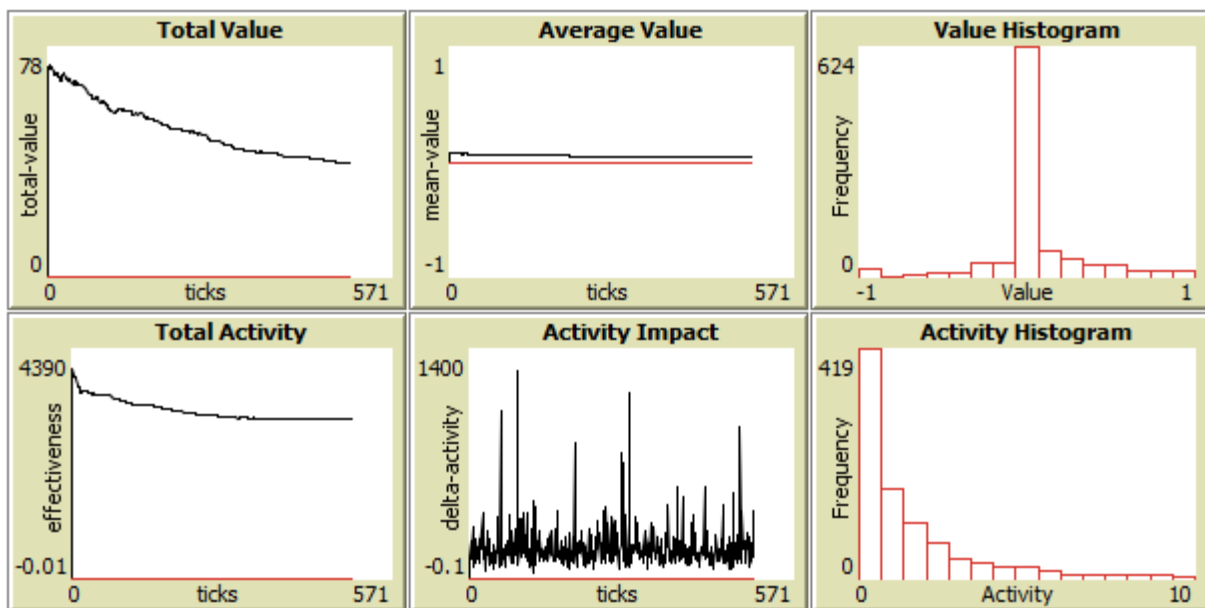 Total Value
78
total-value
0
0
ticks
571
Average Value
1
mean-value
-1
0
ticks
571
Value Histogram
624
Frequency
0
-1
Value
1
Total Activity
4390
effectiveness
-0.01
0
ticks
571
Activity Impact
1400
delta-activity
-0.1
0
ticks
571
Activity Histogram
419
Frequency
0
0
Activity
10